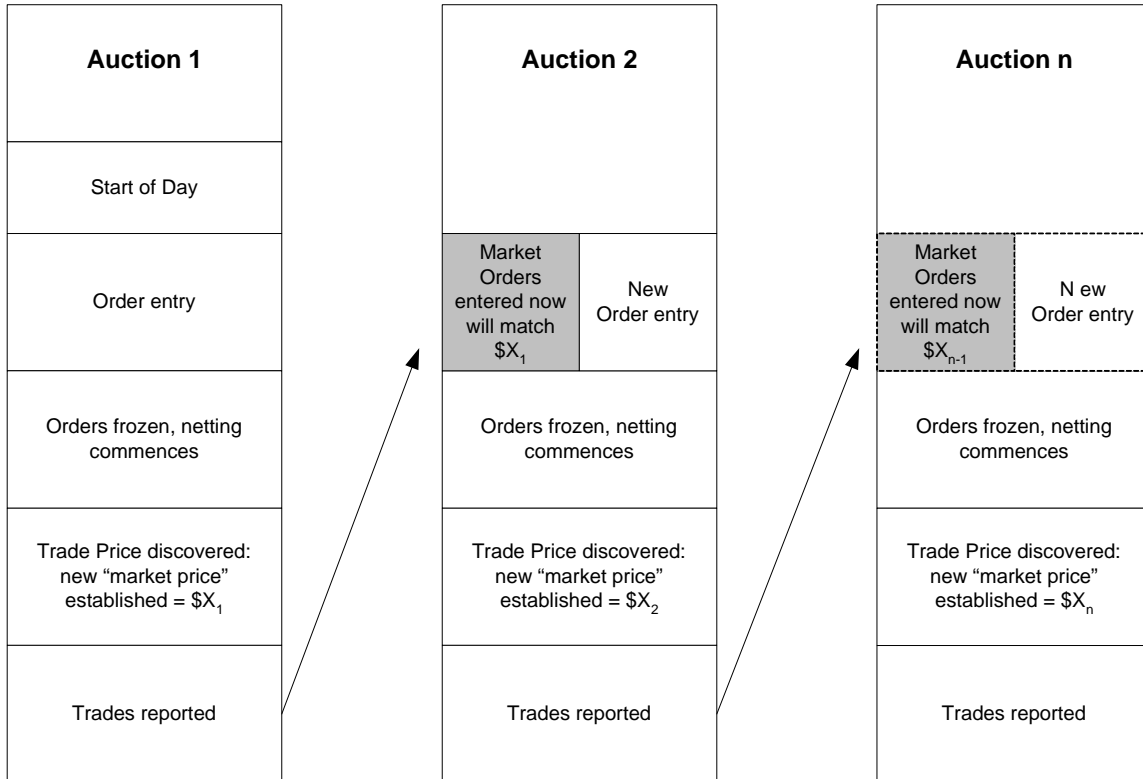 Auction 1
Start of Day
Order entry
Orders frozen, netting
commences
Trade Price discovered:
new “market price”
established = $X1
Trades reported
Auction 2
Market
Orders
entered now
will match
$X1
New
Order entry
Orders frozen, netting
commences
Trade Price discovered:
new “market price”
established = $X2
Trades reported
Auction n
Market
Orders
entered now
will match
$Xn-1
N ew
Order entry
Orders frozen, netting
commences
Trade Price discovered:
new “market price”
established = $Xn
Trades reported